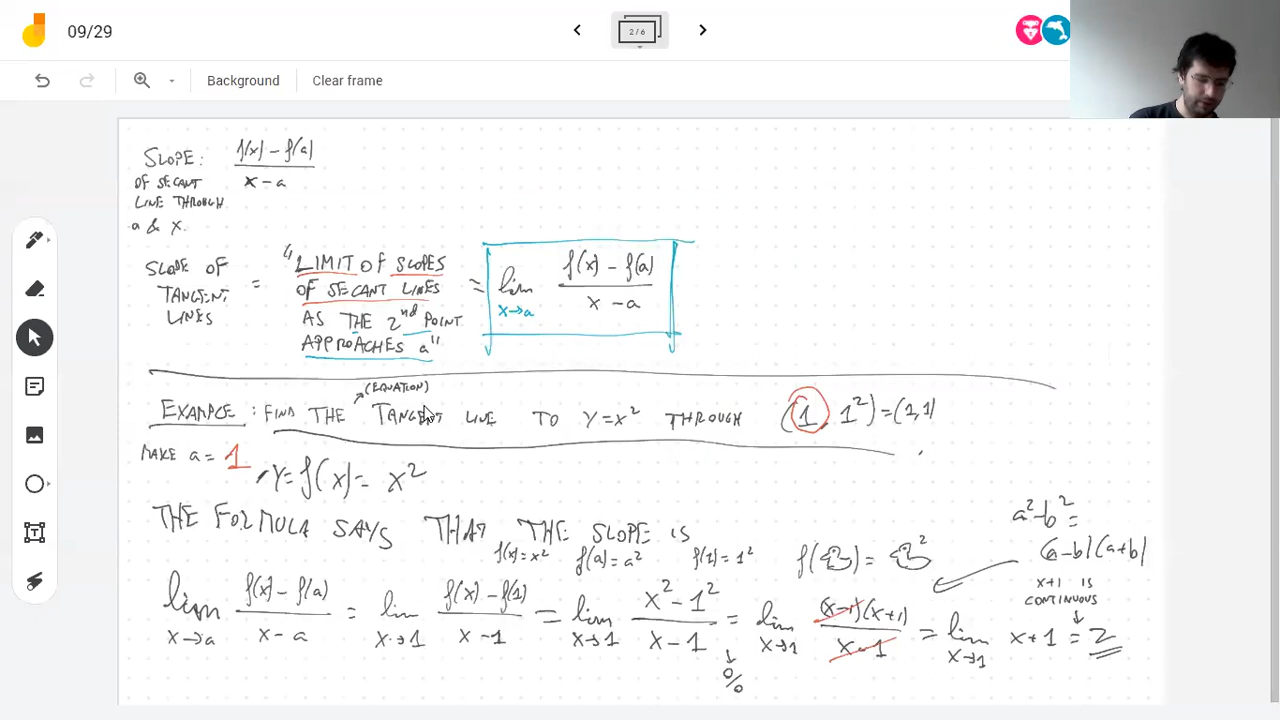 09/29
2/6
Background
Clear frame
SLOPE: f(x) - f(a) / x - a
OF SECANT
LINE THROUGH
a & X.
SLOPE OF TANGENT LINES = "LIMIT OF SLOPES OF SECANT LINES AS THE 2nd POINT APPROACHES a" = lim x→a f(x) - f(a) / x - a
(EQUATION)
EXAMPLE: FIND THE TANGENT LINE TO Y=x² THROUGH (1, 1²)=(1,1)
MAKE a = 1
Y=f(x)= x²
a²-b²=
(a-b)(a+b)
THE FORMULA SAYS THAT THE SLOPE IS
f(x)=x² f(a)=a² f(1)=1²
x+1 IS
CONTINUOUS
lim x→a f(x)-f(a) / x-a = lim x→1 f(x)-f(1) / x-1 = lim x→1 x²-1² / x-1 = lim x→1 (x-1)(x+1) / x-1 = lim x→1 x+1 = 2
0/0